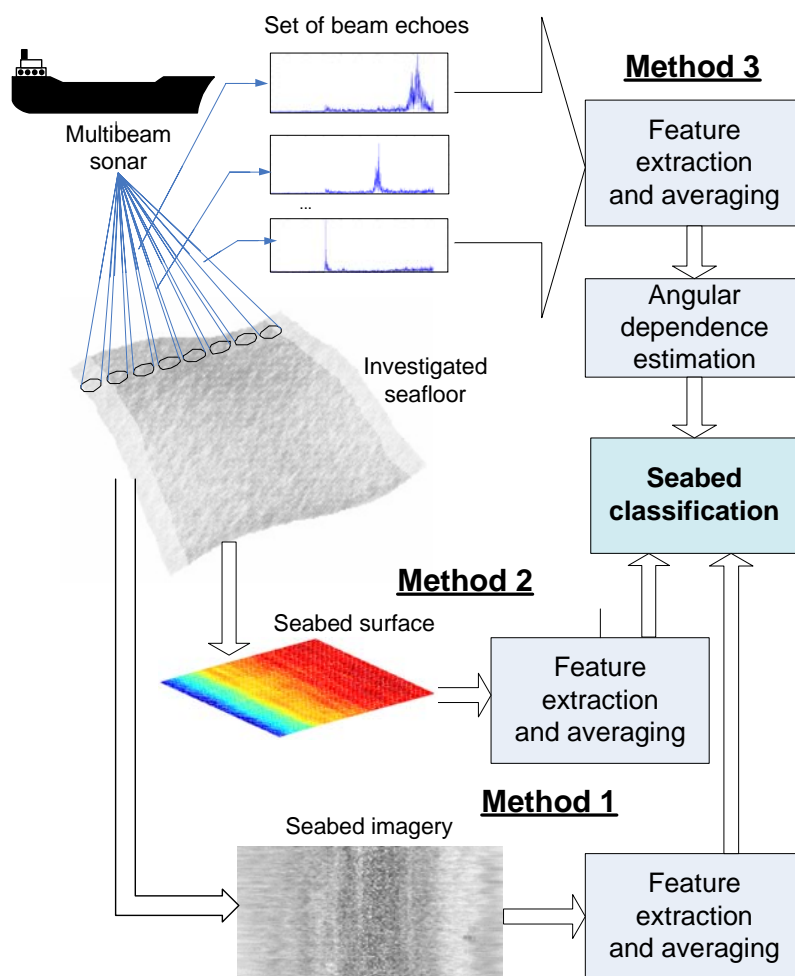 Set of beam echoes
Method 3
Multibeam
sonar
...
Feature
extraction
and averaging
Angular
dependence
estimation
Investigated
seafloor
Seabed
classification
Method 2
Seabed surface
Feature
extraction
and averaging
Method 1
Seabed imagery
Feature
extraction
and averaging